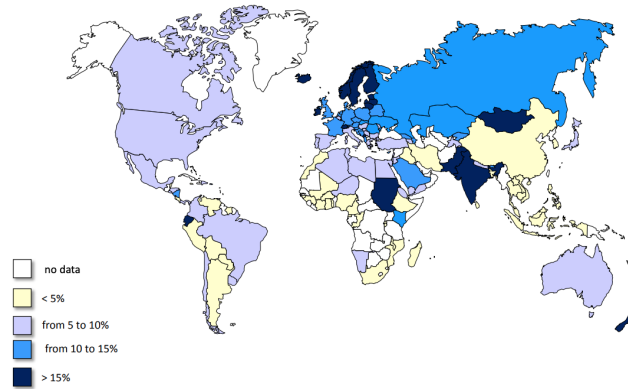 no data
< 5%
from 5 to 10%
from 10 to 15%
> 15%